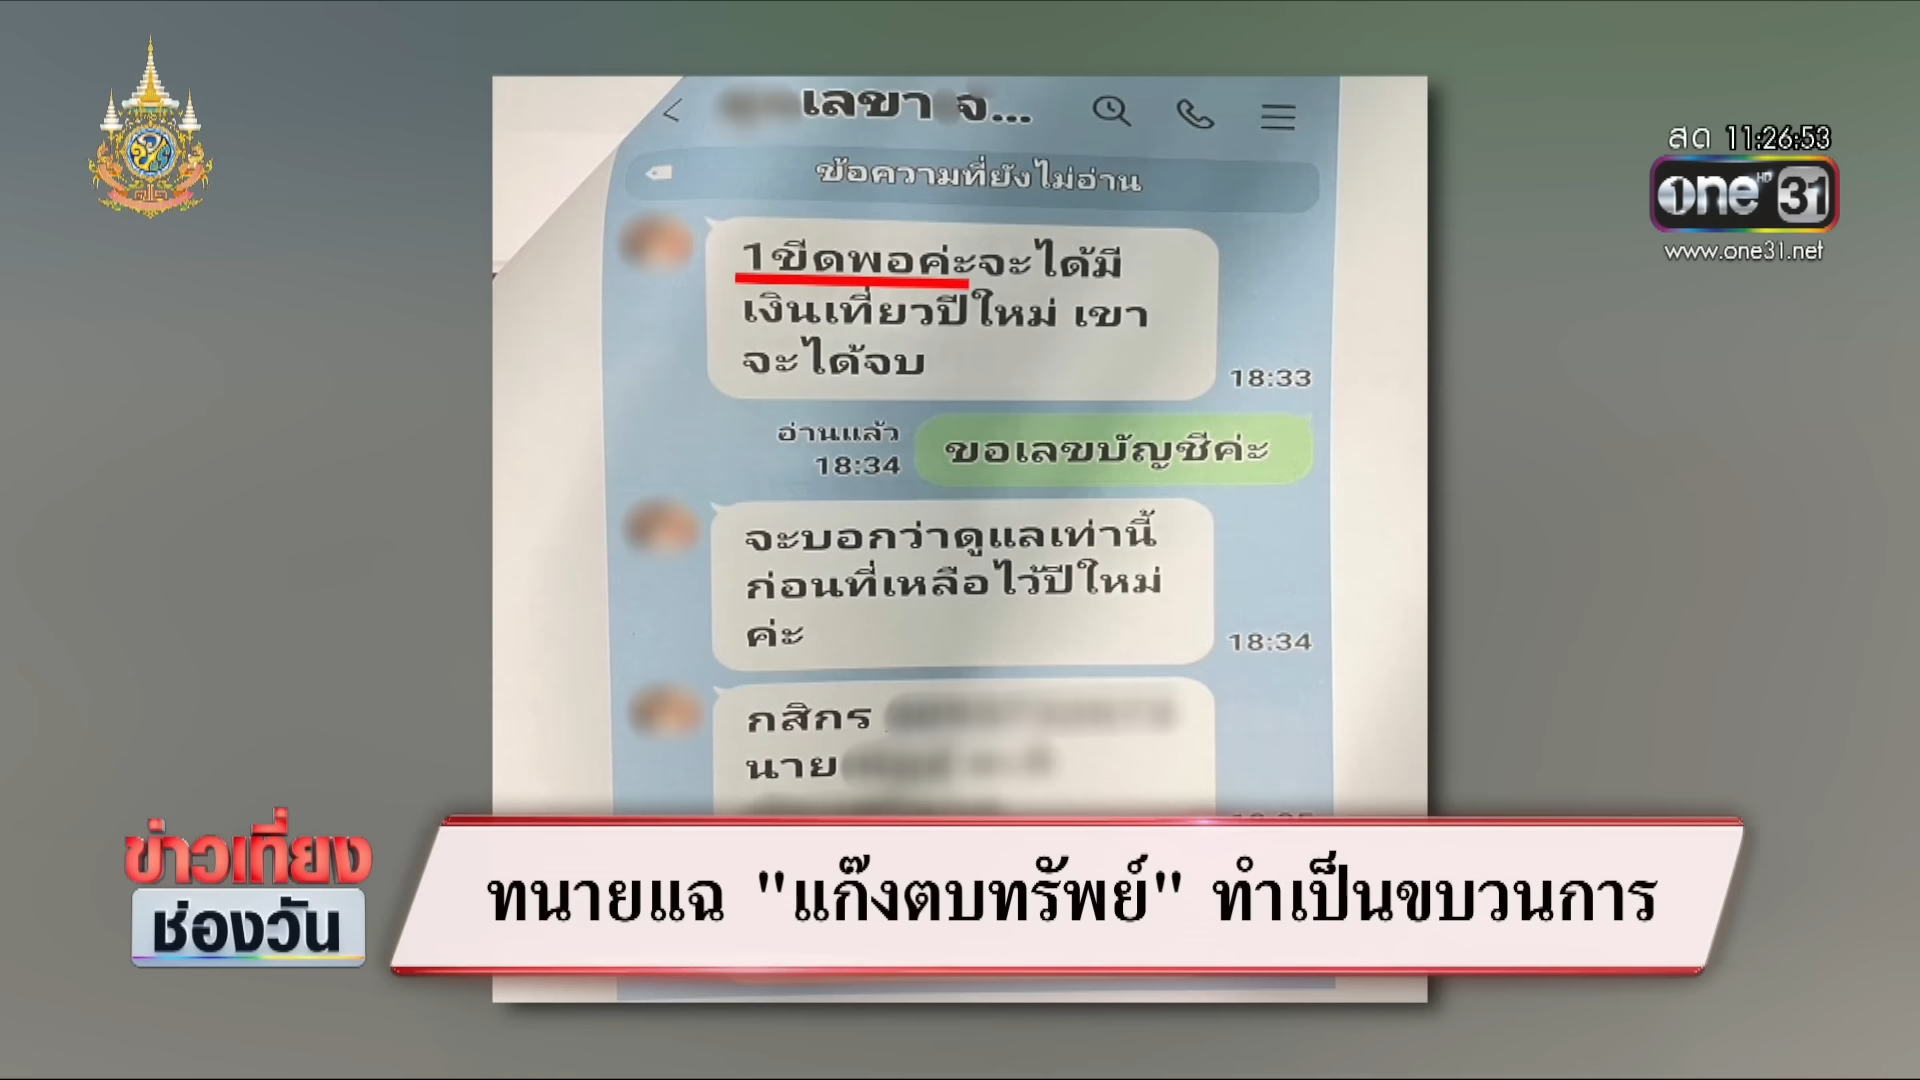 สด 11:26:53
one HD 31
www.one31.net
เลขา จ...
ข้อความที่ยังไม่อ่าน
1ขีดพอค่ะจะได้มี
เงินเที่ยวปีใหม่ เขา
จะได้จบ
18:33
อ่านแล้ว
18:34
ขอเลขบัญชีค่ะ
จะบอกว่าดูแลเท่านี้
ก่อนที่เหลือไว้ปีใหม่
ค่ะ
18:34
กสิกร
นาย
ข่าวเที่ยง
ช่องวัน
ทนายแฉ "แก๊งตบทรัพย์" ทำเป็นขบวนการ